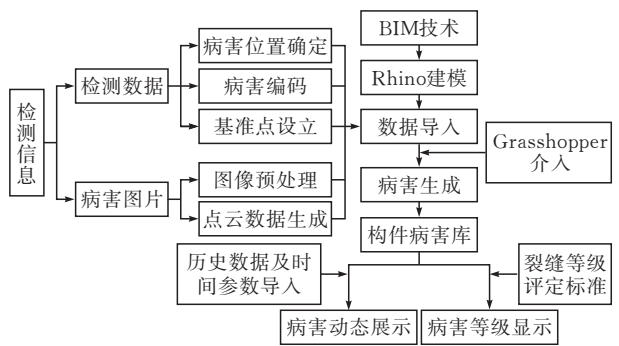 BIM技术
病害位置确定
Rhino建模
检测数据
病害编码
基准点设立
数据导入
检测信息
Grasshopper
介入
图像预处理
病害生成
病害图片
点云数据生成
构件病害库
历史数据及时
间参数导入
裂缝等级
评定标准
病害动态展示
病害等级显示